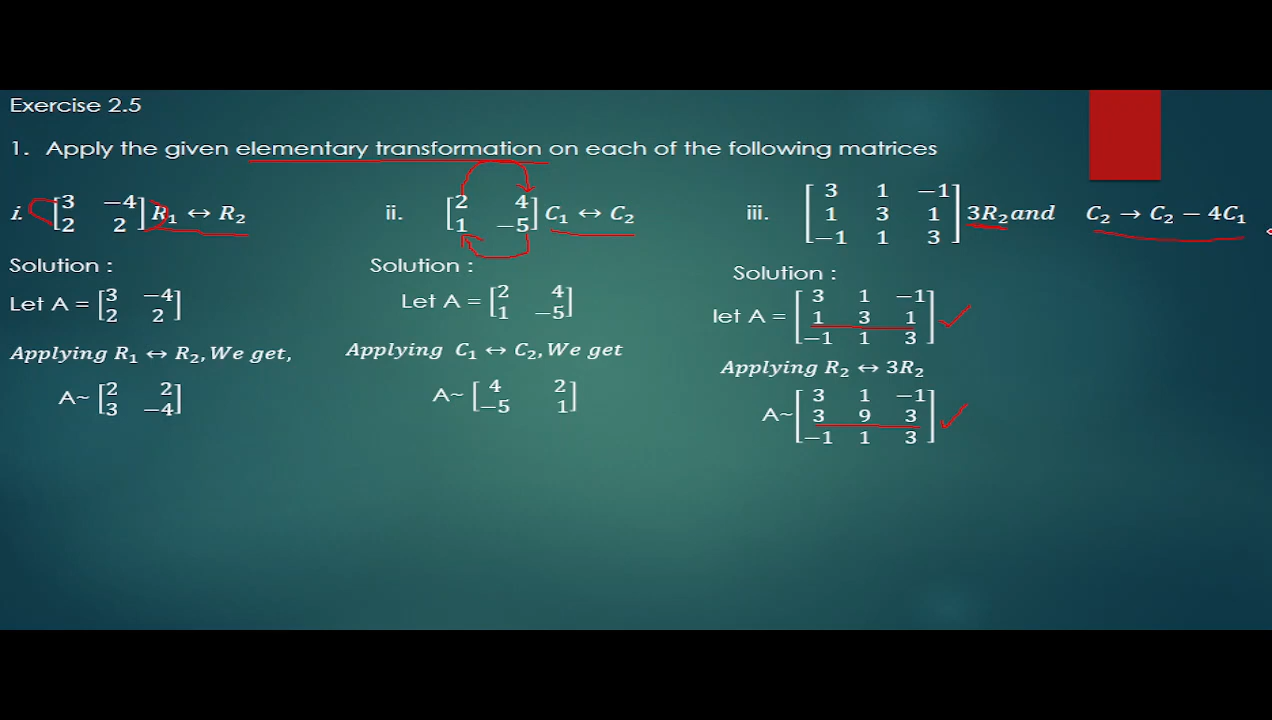 Exercise 2.5
1. Apply the given elementary transformation on each of the following matrices
i. [3 −4; 2 2] R₁ ↔ R₂
ii. [2 4; 1 −5] C₁ ↔ C₂
iii. [3 1 −1; 1 3 1; −1 1 3] 3R₂ and C₂ → C₂ − 4C₁
Solution :
Let A = [3 −4; 2 2]
Applying R₁ ↔ R₂, We get,
A~ [2 2; 3 −4]
Solution :
Let A = [2 4; 1 −5]
Applying C₁ ↔ C₂, We get
A~ [4 2; −5 1]
Solution :
let A = [3 1 −1; 1 3 1; −1 1 3]
Applying R₂ ↔ 3R₂
A~ [3 1 −1; 3 9 3; −1 1 3]